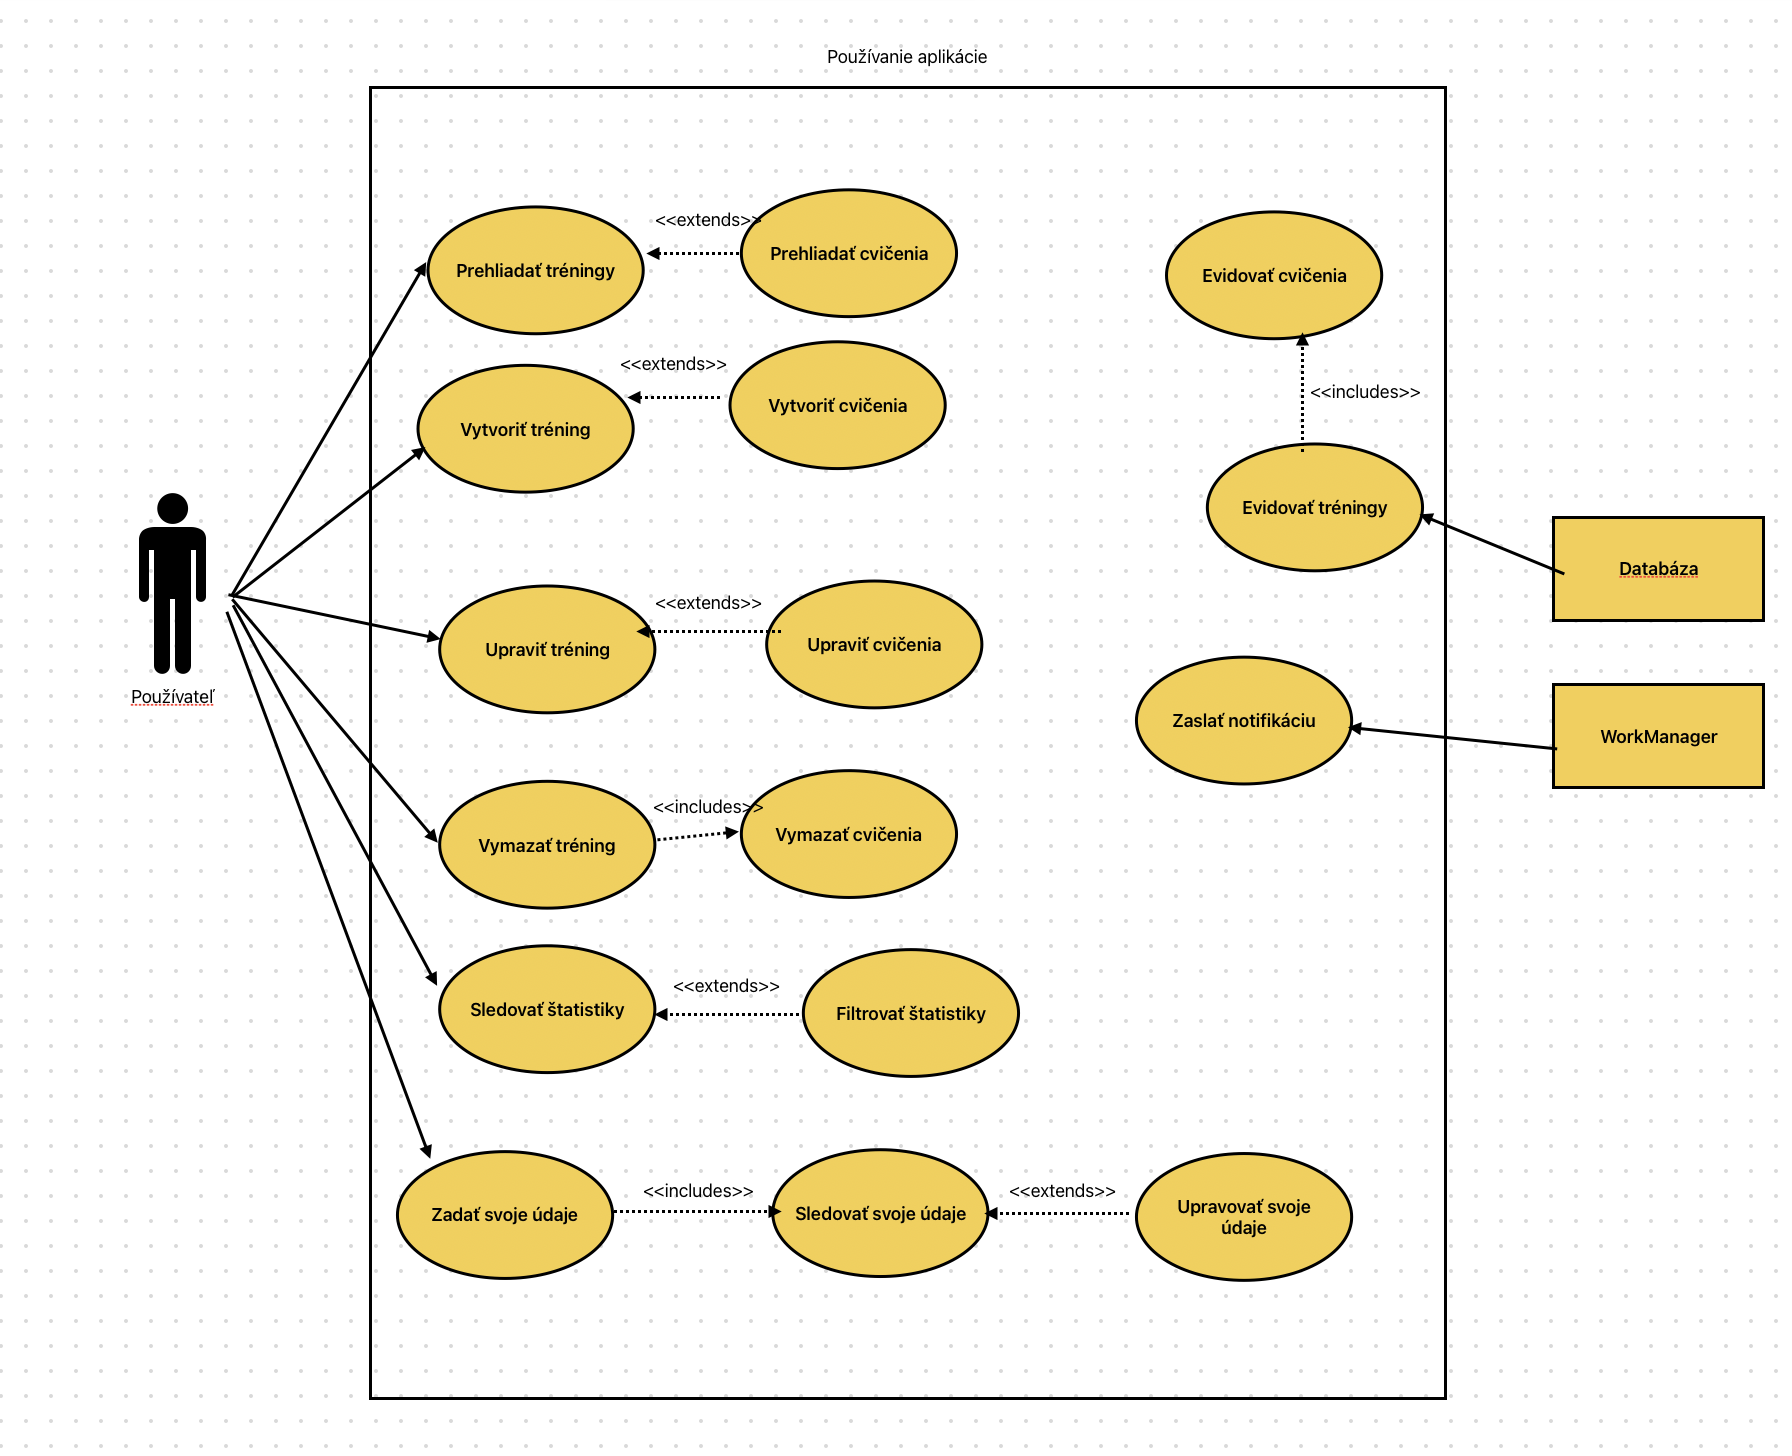 Používanie aplikácie
<<extends>>
Prehliadať tréningy
Prehliadať cvičenia
Evidovať cvičenia
<<extends>>
<<includes>>
Vytvoriť tréning
Vytvoriť cvičenia
Evidovať tréningy
Databáza
<<extends>>
Upraviť tréning
Upraviť cvičenia
Používateľ
Zaslať notifikáciu
WorkManager
<<includes>>
Vymazať tréning
Vymazať cvičenia
<<extends>>
Sledovať štatistiky
Filtrovať štatistiky
<<includes>>
<<extends>>
Zadať svoje údaje
Sledovať svoje údaje
Upravovať svoje
údaje